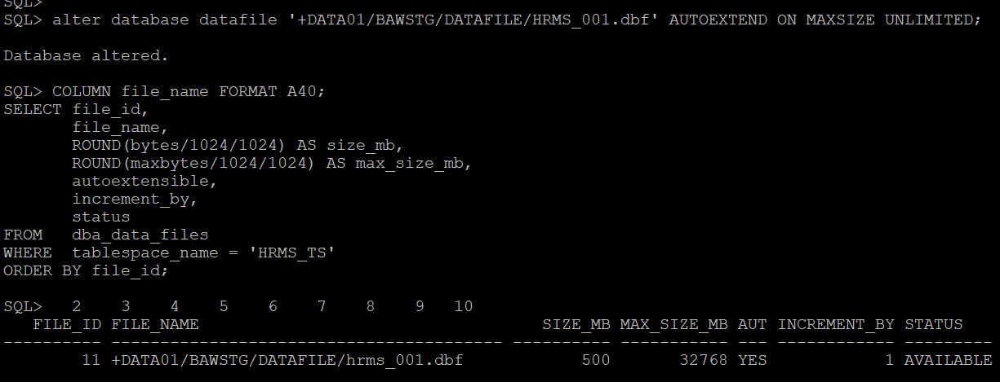 SQL>
SQL> alter database datafile '+DATA01/BAWSTG/DATAFILE/HRMS_001.dbf' AUTOEXTEND ON MAXSIZE UNLIMITED;
Database altered.
SQL> COLUMN file_name FORMAT A40;
SELECT file_id,
       file_name,
       ROUND(bytes/1024/1024) AS size_mb,
       ROUND(maxbytes/1024/1024) AS max_size_mb,
       autoextensible,
       increment_by,
       status
FROM   dba_data_files
WHERE  tablespace_name = 'HRMS_TS'
ORDER BY file_id;
SQL>   2    3    4    5    6    7    8    9   10
   FILE_ID FILE_NAME                                   SIZE_MB MAX_SIZE_MB AUT INCREMENT_BY STATUS
---------- ---------------------------------------- ---------- ----------- --- ------------ ---------
        11 +DATA01/BAWSTG/DATAFILE/hrms_001.dbf            500       32768 YES            1 AVAILABLE